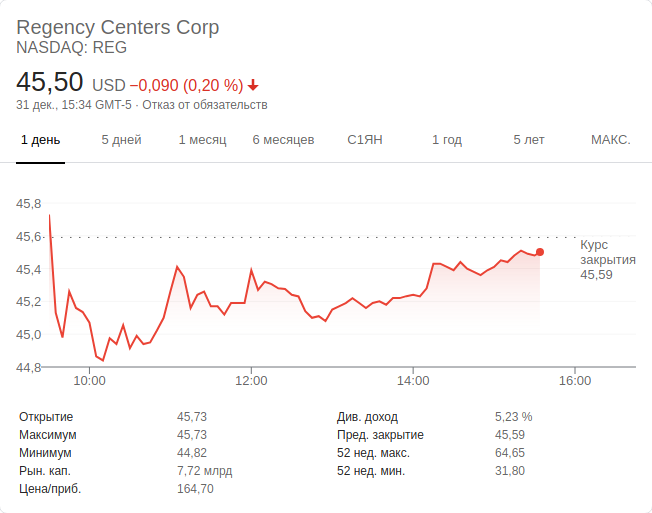 Regency Centers Corp
NASDAQ: REG
45,50 USD −0,090 (0,20 %)
31 дек., 15:34 GMT-5 · Отказ от обязательств
1 день 5 дней 1 месяц 6 месяцев С1ЯН 1 год 5 лет МАКС.
45,8
45,6
45,4
45,2
45,0
44,8
Курс
закрытия
45,59
10:00 12:00 14:00 16:00
Открытие 45,73 Див. доход 5,23 %
Максимум 45,73 Пред. закрытие 45,59
Минимум 44,82 52 нед. макс. 64,65
Рын. кап. 7,72 млрд 52 нед. мин. 31,80
Цена/приб. 164,70